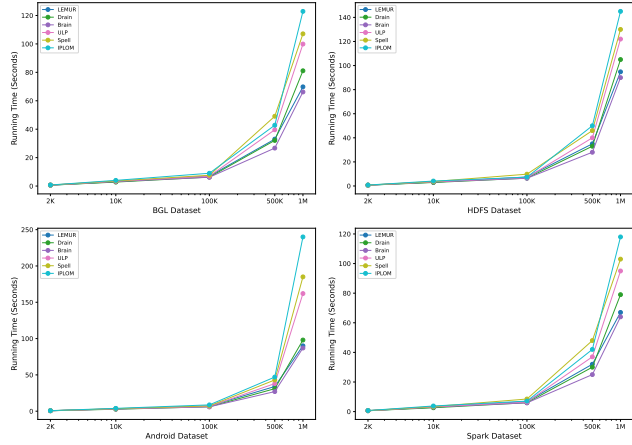 LEMUR
Drain
Brain
ULP
Spell
IPLOM
120
100
80
60
40
20
0
Running Time (Seconds)
2K
10K
100K
500K
1M
BGL Dataset
LEMUR
Drain
Brain
ULP
Spell
IPLOM
140
120
100
80
60
40
20
0
Running Time (Seconds)
2K
10K
100K
500K
1M
HDFS Dataset
LEMUR
Drain
Brain
ULP
Spell
IPLOM
250
200
150
100
50
0
Running Time (Seconds)
2K
10K
100K
500K
1M
Android Dataset
LEMUR
Drain
Brain
ULP
Spell
IPLOM
120
100
80
60
40
20
0
Running Time (Seconds)
2K
10K
100K
500K
1M
Spark Dataset